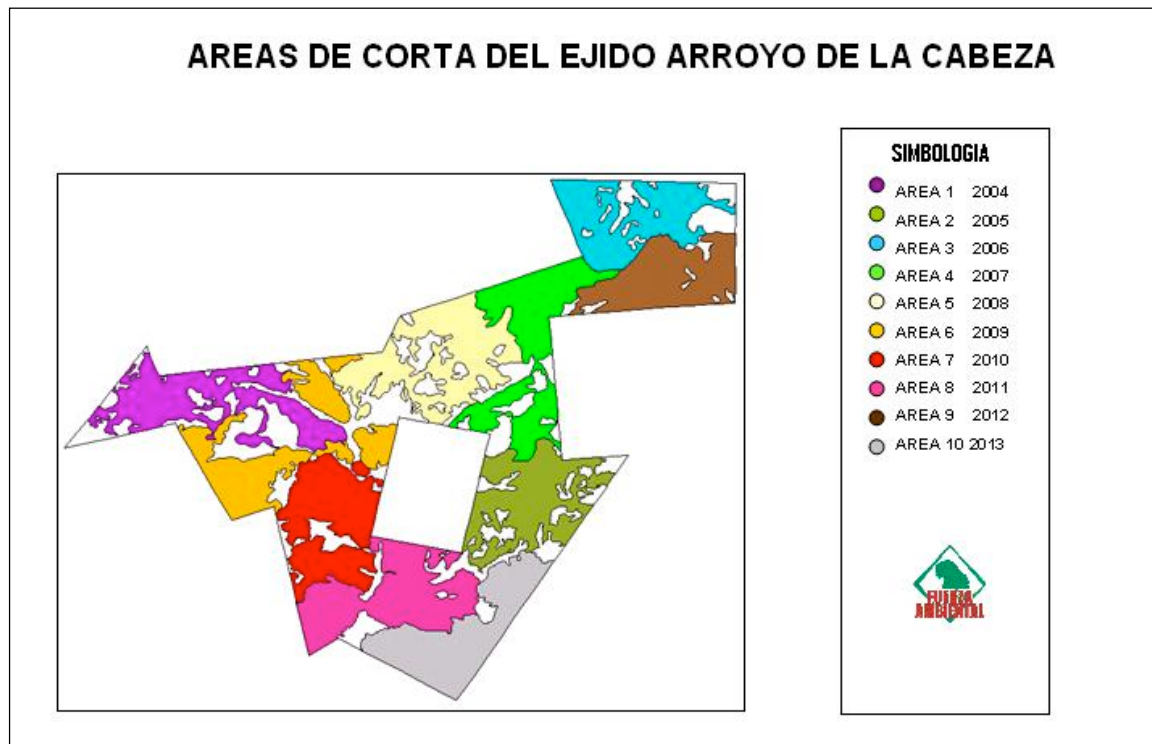 AREAS DE CORTA DEL EJIDO ARROYO DE LA CABEZA
SIMBOLOGIA
AREA 1 2004
AREA 2 2005
AREA 3 2006
AREA 4 2007
AREA 5 2008
AREA 6 2009
AREA 7 2010
AREA 8 2011
AREA 9 2012
AREA 10 2013
AMBIENTAL